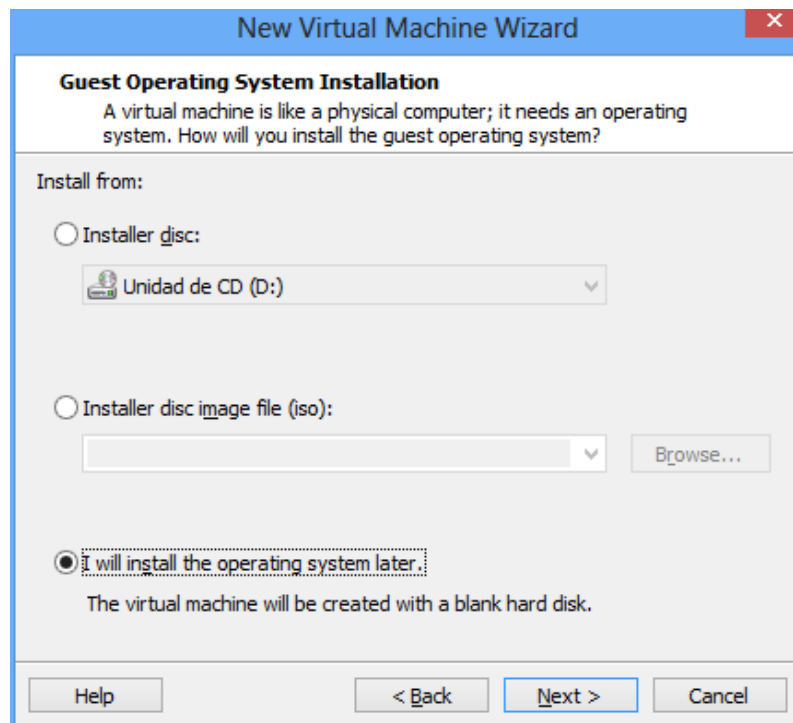 New Virtual Machine Wizard
Guest Operating System Installation
A virtual machine is like a physical computer; it needs an operating
system. How will you install the guest operating system?
Install from:
Installer disc:
Unidad de CD (D:)
Installer disc image file (iso):
Browse...
I will install the operating system later.
The virtual machine will be created with a blank hard disk.
Help
< Back
Next >
Cancel